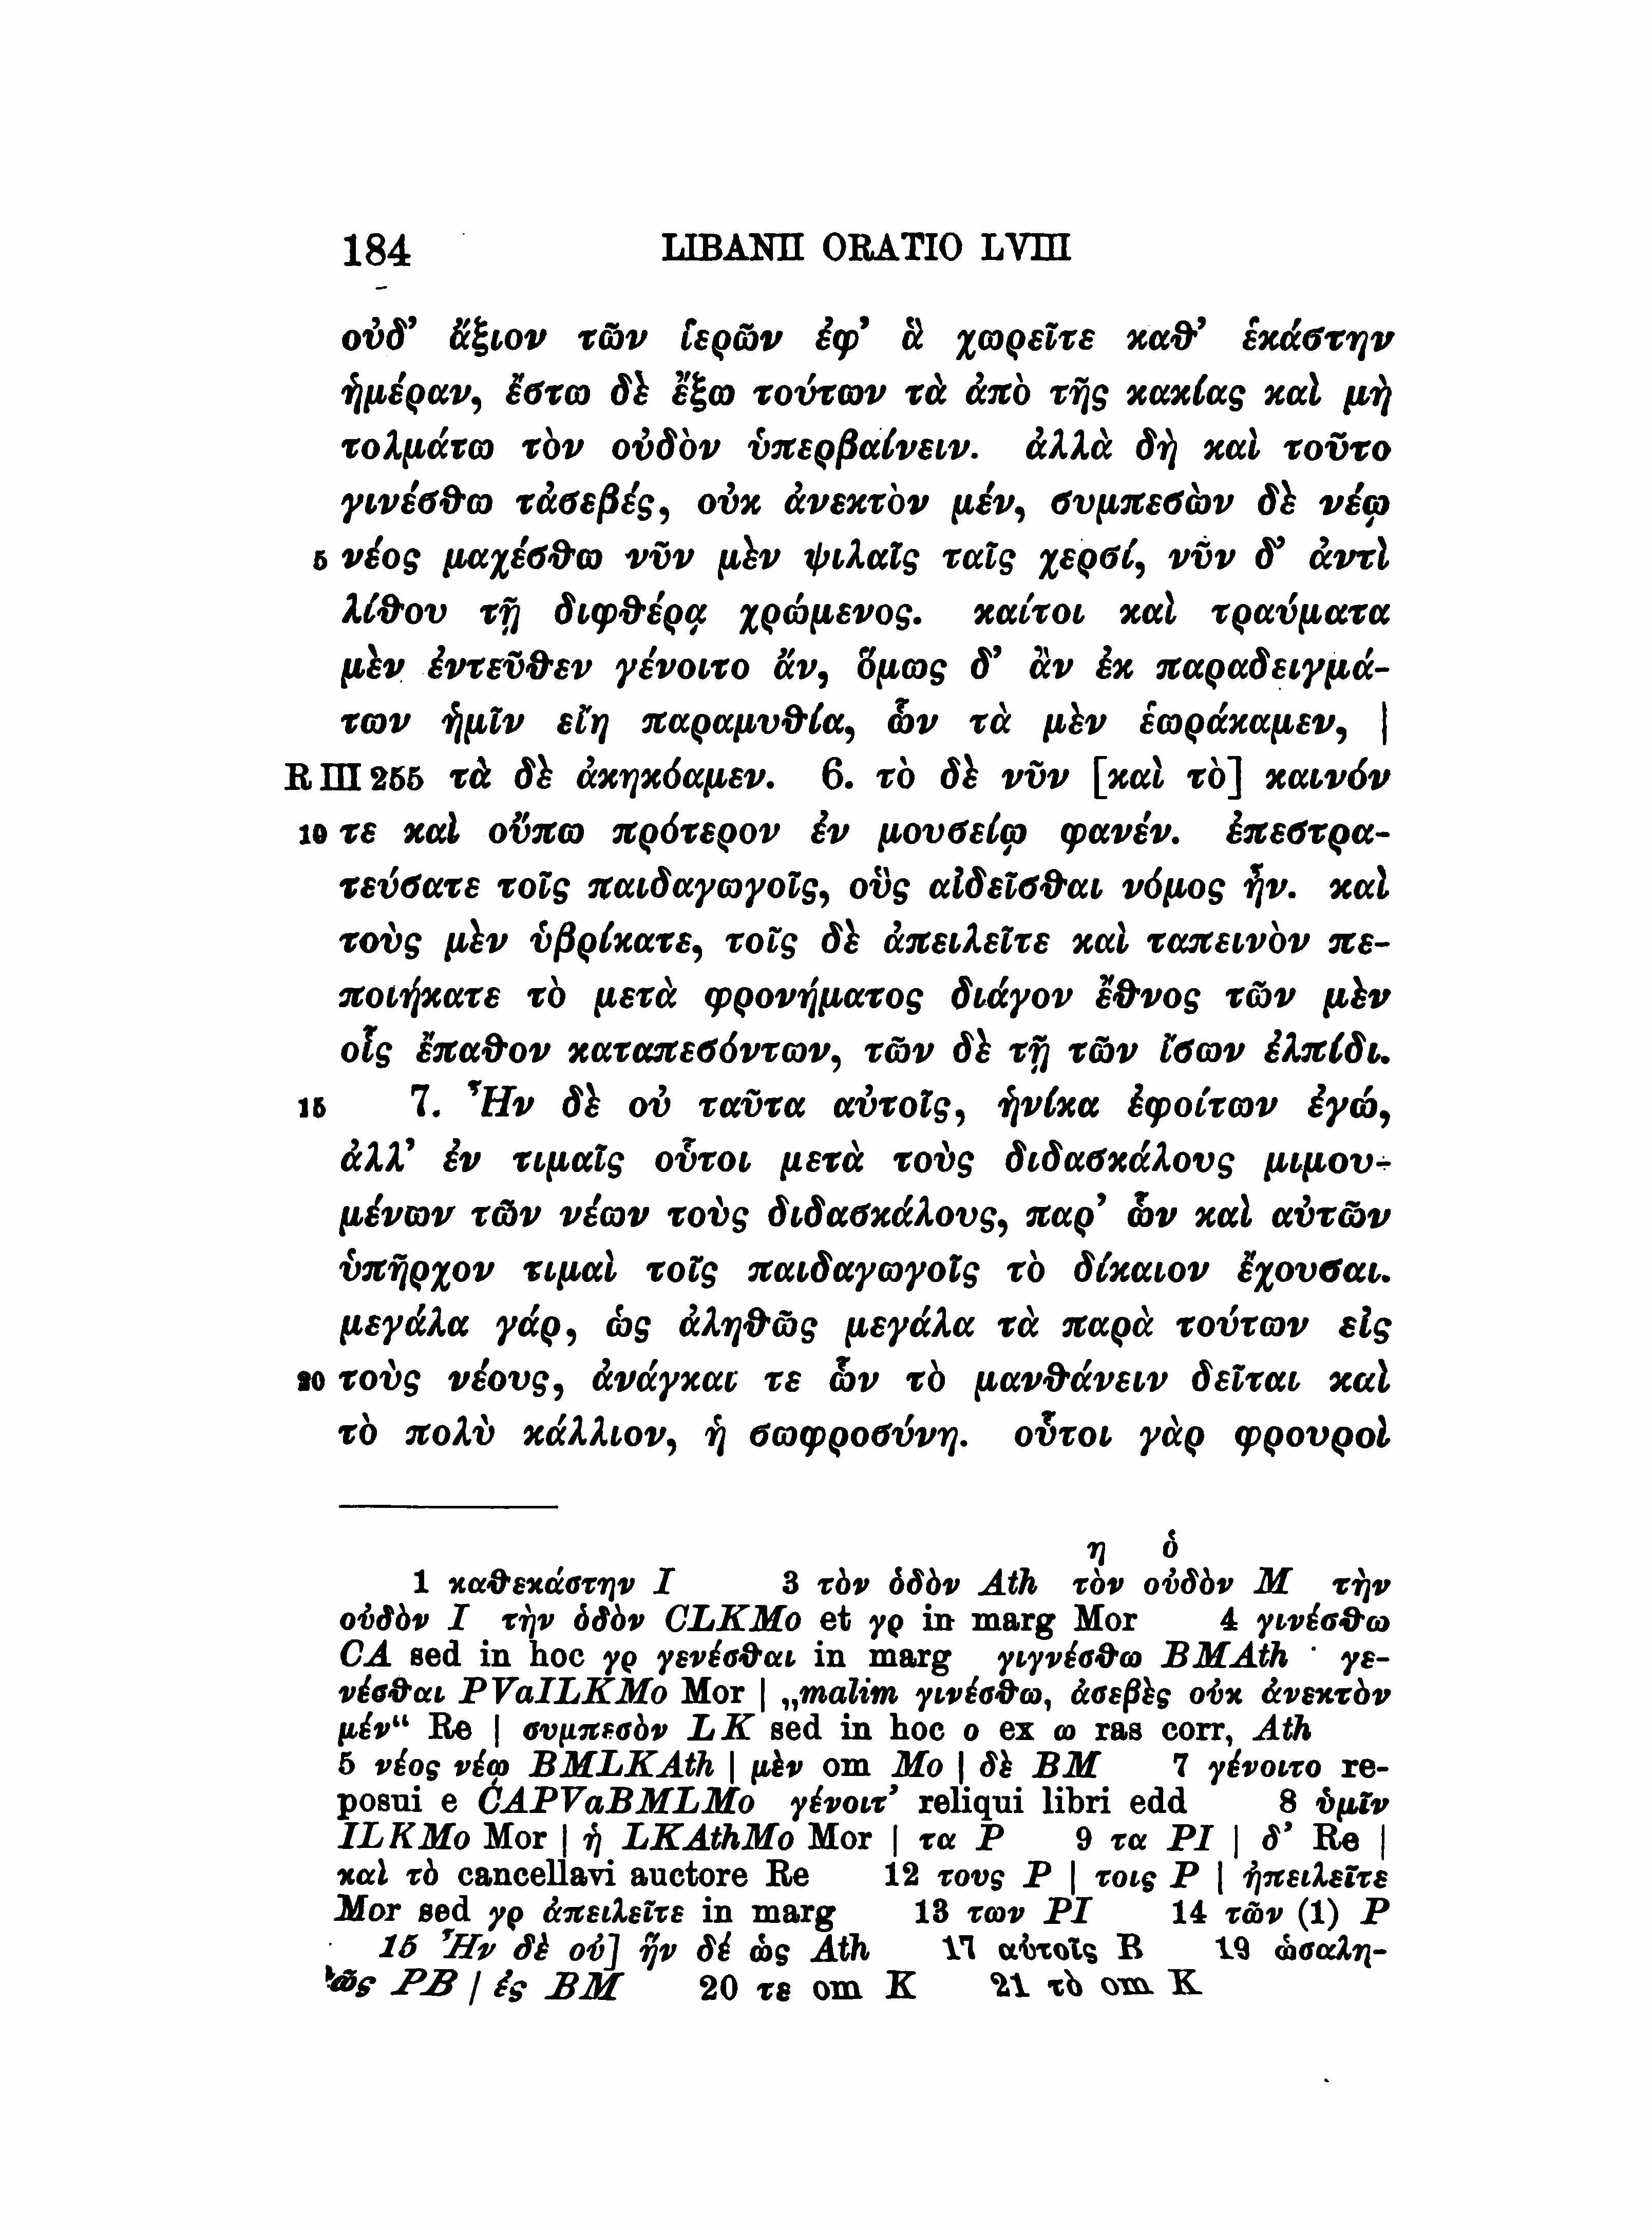 184 LIBANII ORATIO LVIII
οὐδ’ ἄξιον τῶν ἱερῶν ἐφ’ ἃ χωρεῖτε καθ’ ἑκάστην
ἡμέραν, ἔστω δὲ ἔξω τούτων τὰ ἀπὸ τῆς κακίας καὶ μὴ
τολμάτω τὸν οὐδὸν ὑπερβαίνειν. ἀλλὰ δὴ καὶ τοῦτο
γινέσθω τἀσεβές, οὐκ ἀνεκτὸν μέν, συμπεσὼν δὲ νέῳ
5 νέος μαχέσθω νῦν μὲν ψιλαῖς ταῖς χερσί, νῦν δ’ ἀντὶ
λίθου τῇ διφθέρᾳ χρώμενος. καίτοι καὶ τραύματα
μὲν ἐντεῦθεν γένοιτο ἄν, ὅμως δ’ ἂν ἐκ παραδειγμά-
των ἡμῖν εἴη παραμυθία, ὧν τὰ μὲν ἑωράκαμεν, |
R III 255 τὰ δὲ ἀκηκόαμεν. 6. τὸ δὲ νῦν [καὶ τὸ] καινόν
10 τε καὶ οὔπω πρότερον ἐν μουσείῳ φανέν. ἐπεστρα-
τεύσατε τοῖς παιδαγωγοῖς, οὓς αἰδεῖσθαι νόμος ἦν. καὶ
τοὺς μὲν ὑβρίκατε, τοῖς δὲ ἀπειλεῖτε καὶ ταπεινὸν πε-
ποιήκατε τὸ μετὰ φρονήματος διάγον ἔθνος τῶν μὲν
οἷς ἔπαθον καταπεσόντων, τῶν δὲ τῇ τῶν ἴσων ἐλπίδι.
15 7. Ἦν δὲ οὐ ταῦτα αὐτοῖς, ἡνίκα ἐφοίτων ἐγώ,
ἀλλ’ ἐν τιμαῖς οὗτοι μετὰ τοὺς διδασκάλους μιμου-
μένων τῶν νέων τοὺς διδασκάλους, παρ’ ὧν καὶ αὐτῶν
ὑπῆρχον τιμαὶ τοῖς παιδαγωγοῖς τὸ δίκαιον ἔχουσαι.
μεγάλα γάρ, ὡς ἀληθῶς μεγάλα τὰ παρὰ τούτων εἰς
20 τοὺς νέους, ἀνάγκαι τε ὧν τὸ μανθάνειν δεῖται καὶ
τὸ πολὺ κάλλιον, ἡ σωφροσύνη. οὗτοι γὰρ φρουροὶ
η ὁ
1 καθεκάστην I 3 τὸν ὁδὸν Ath τὸν οὐδὸν M τὴν
οὐδὸν I τὴν ὁδὸν CLKMo et γρ in marg Mor 4 γινέσθω
CA sed in hoc γρ γενέσθαι in marg γιγνέσθω BMAth γε-
νέσθαι PVaILKMo Mor | „malim γινέσθω, ἀσεβὲς οὐκ ἀνεκτὸν
μέν“ Re | συμπεσὸν LK sed in hoc ο ex ω ras corr, Ath
5 νέος νέῳ BMLKAth | μὲν om Mo | δὲ BM 7 γένοιτο re-
posui e CAPVaBMLMo γένοιτ’ reliqui libri edd 8 ὑμῖν
ILKMo Mor | ἡ LKAthMo Mor | τα P 9 τα PI | δ’ Re |
καὶ τὸ cancellavi auctore Re 12 τους P | τοις P | ἠπειλεῖτε
Mor sed γρ ἀπειλεῖτε in marg 13 των PI 14 τῶν (1) P
15 Ἦν δὲ οὐ] ἦν δέ ὡς Ath 17 αὑτοῖς B 19 ὡσαλη-
θῶς PB | ἐς BM 20 τε om K 21 τὸ om K